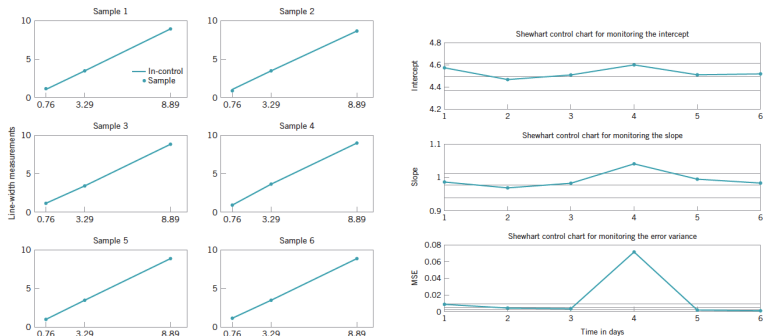 Sample 1
10
5
0
0.76 3.29 8.89
In-control
Sample
Sample 2
10
5
0
0.76 3.29 8.89
Line-width measurements
Sample 3
10
5
0
0.76 3.29 8.89
Sample 4
10
5
0
0.76 3.29 8.89
Sample 5
10
5
0
0.76 3.29 8.89
Sample 6
10
5
0
0.76 3.29 8.89
Shewhart control chart for monitoring the intercept
Intercept
4.8
4.6
4.4
4.2
1 2 3 4 5 6
Shewhart control chart for monitoring the slope
Slope
1.1
1
0.9
1 2 3 4 5 6
Shewhart control chart for monitoring the error variance
MSE
0.08
0.06
0.04
0.02
0
1 2 3 4 5 6
Time in days